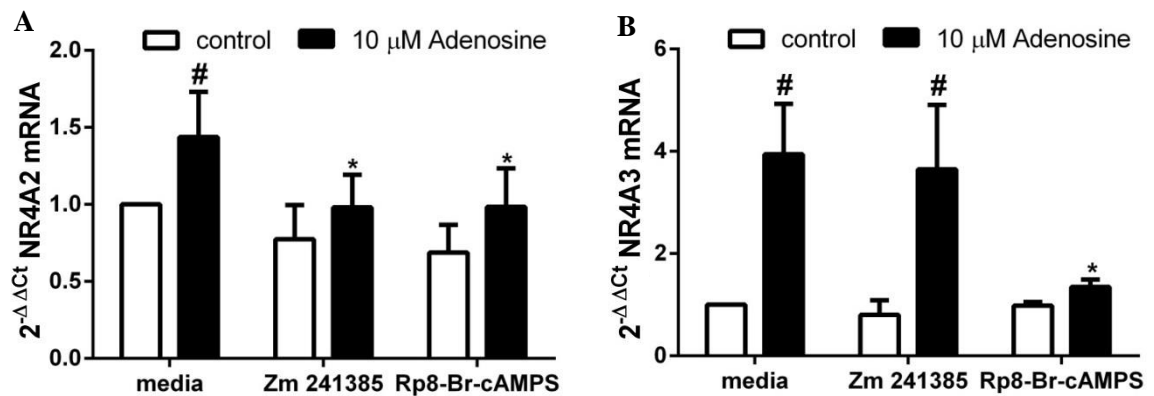 A
control 10 μM Adenosine
2.0
1.5
1.0
0.5
0.0
2-Δ ΔCt NR4A2 mRNA
#
*
*
media Zm 241385 Rp8-Br-cAMPS
B
control 10 μM Adenosine
6
4
2
0
2-Δ ΔCt NR4A3 mRNA
#
#
*
media Zm 241385 Rp8-Br-cAMPS